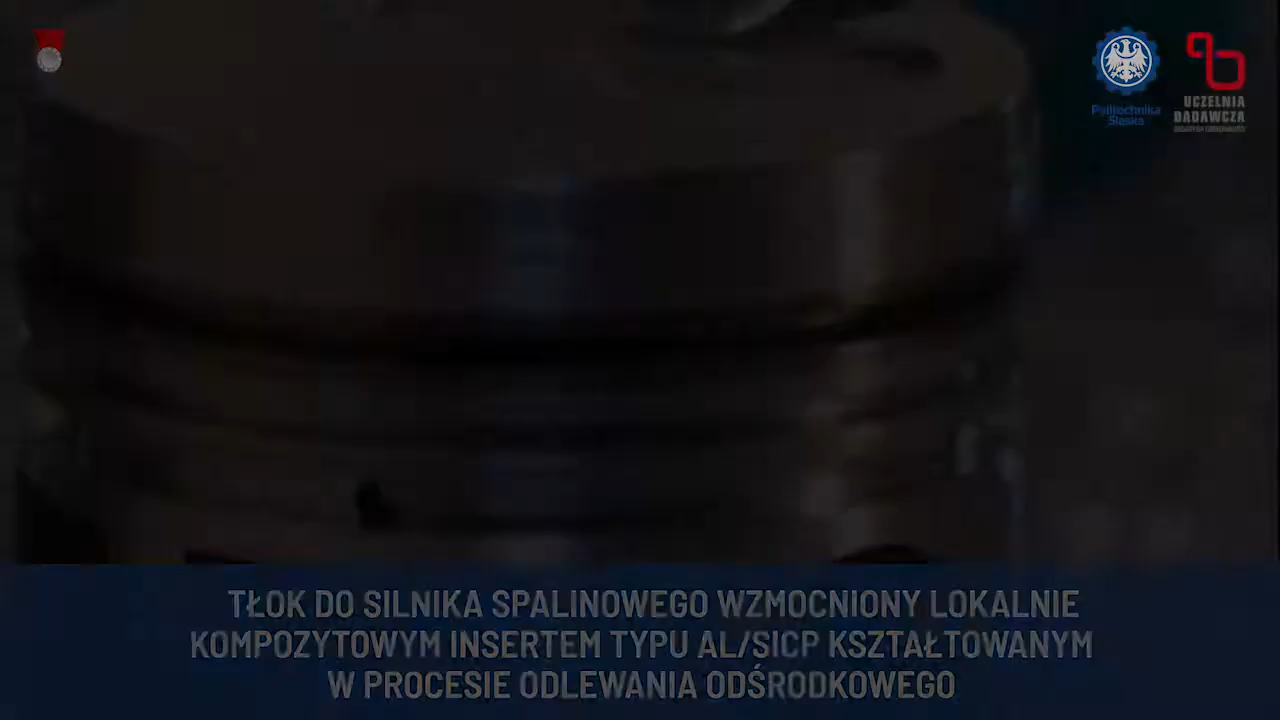 Politechnika
Śląska
UCZELNIA
BADAWCZA
TŁOK DO SILNIKA SPALINOWEGO WZMOCNIONY LOKALNIE
KOMPOZYTOWYM INSERTEM TYPU AL/SICP KSZTAŁTOWANYM
W PROCESIE ODLEWANIA ODŚRODKOWEGO